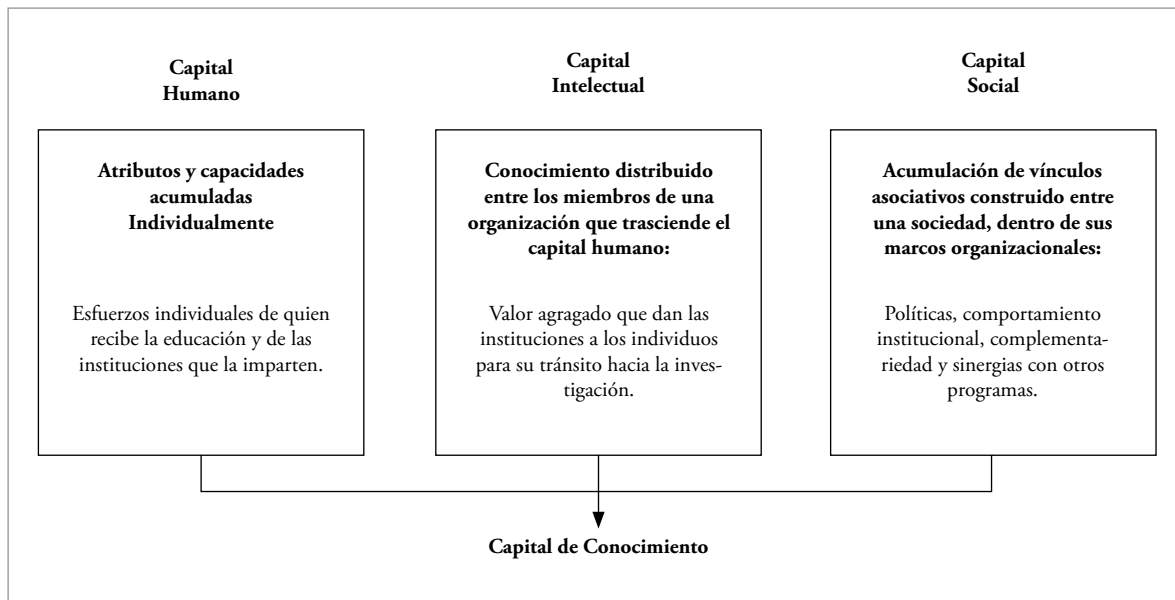 Capital
Humano
Atributos y capacidades
acumuladas
Individualmente
Esfuerzos individuales de quien
recibe la educación y de las
instituciones que la imparten.
Capital
Intelectual
Conocimiento distribuido
entre los miembros de una
organización que trasciende el
capital humano:
Valor agragado que dan las
instituciones a los individuos
para su tránsito hacia la inves-
tigación.
Capital
Social
Acumulación de vínculos
asociativos construido entre
una sociedad, dentro de sus
marcos organizacionales:
Políticas, comportamiento
institucional, complementa-
riedad y sinergias con otros
programas.
Capital de Conocimiento